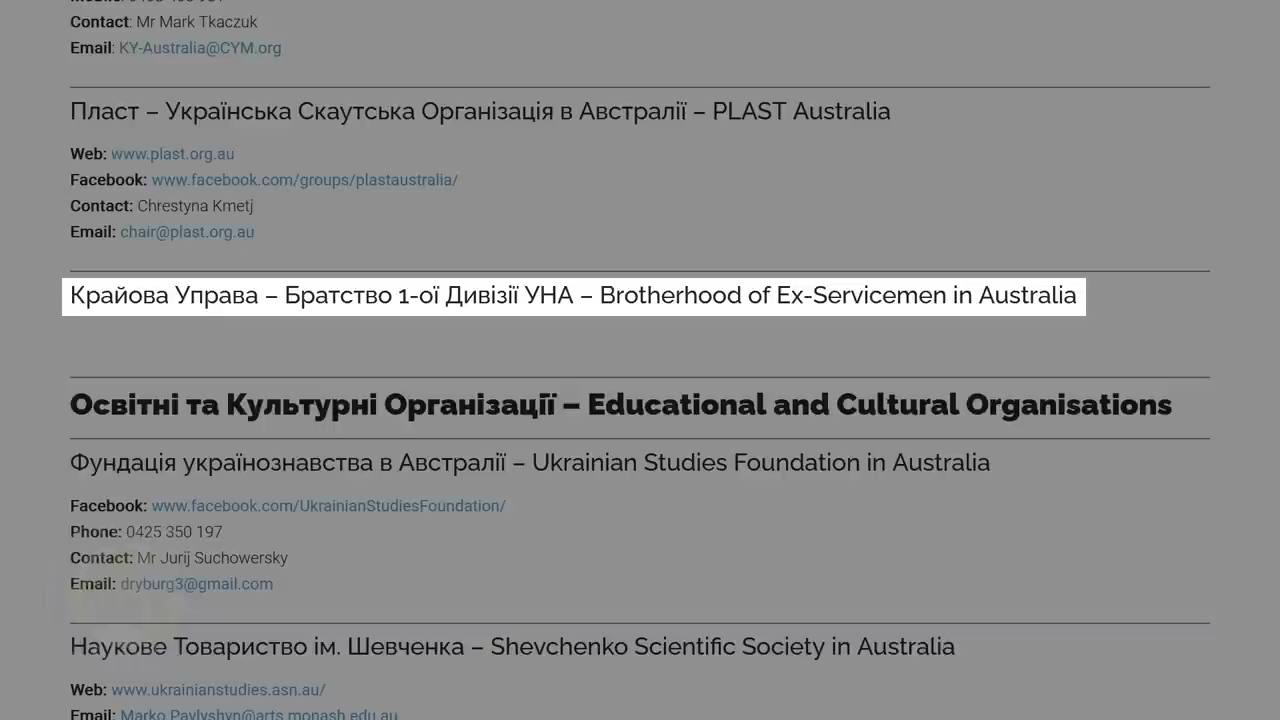 Contact: Mr Mark Tkaczuk
Email: KY-Australia@CYM.org
Пласт – Українська Скаутська Організація в Австралії – PLAST Australia
Web: www.plast.org.au
Facebook: www.facebook.com/groups/plastaustralia/
Contact: Chrestyna Kmetj
Email: chair@plast.org.au
Крайова Управа – Братство 1-ої Дивізії УНА – Brotherhood of Ex-Servicemen in Australia
Освітні та Культурні Організації – Educational and Cultural Organisations
Фундація українознавства в Австралії – Ukrainian Studies Foundation in Australia
Facebook: www.facebook.com/UkrainianStudiesFoundation/
Phone: 0425 350 197
Contact: Mr Jurij Suchowersky
Email: dryburg3@gmail.com
Наукове Товариство ім. Шевченка – Shevchenko Scientific Society in Australia
Web: www.ukrainianstudies.asn.au/
Email: Marko.Pavlyshyn@arts.monash.edu.au